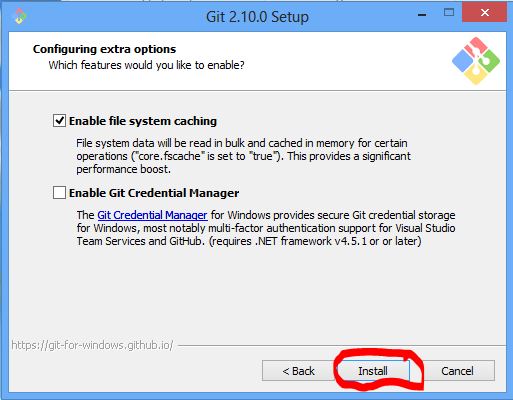 Git 2.10.0 Setup
Configuring extra options
Which features would you like to enable?
Enable file system caching
File system data will be read in bulk and cached in memory for certain
operations ("core.fscache" is set to "true"). This provides a significant
performance boost.
Enable Git Credential Manager
The Git Credential Manager for Windows provides secure Git credential storage
for Windows, most notably multi-factor authentication support for Visual Studio
Team Services and GitHub. (requires .NET framework v4.5.1 or or later)
https://git-for-windows.github.io/
< Back
Install
Cancel